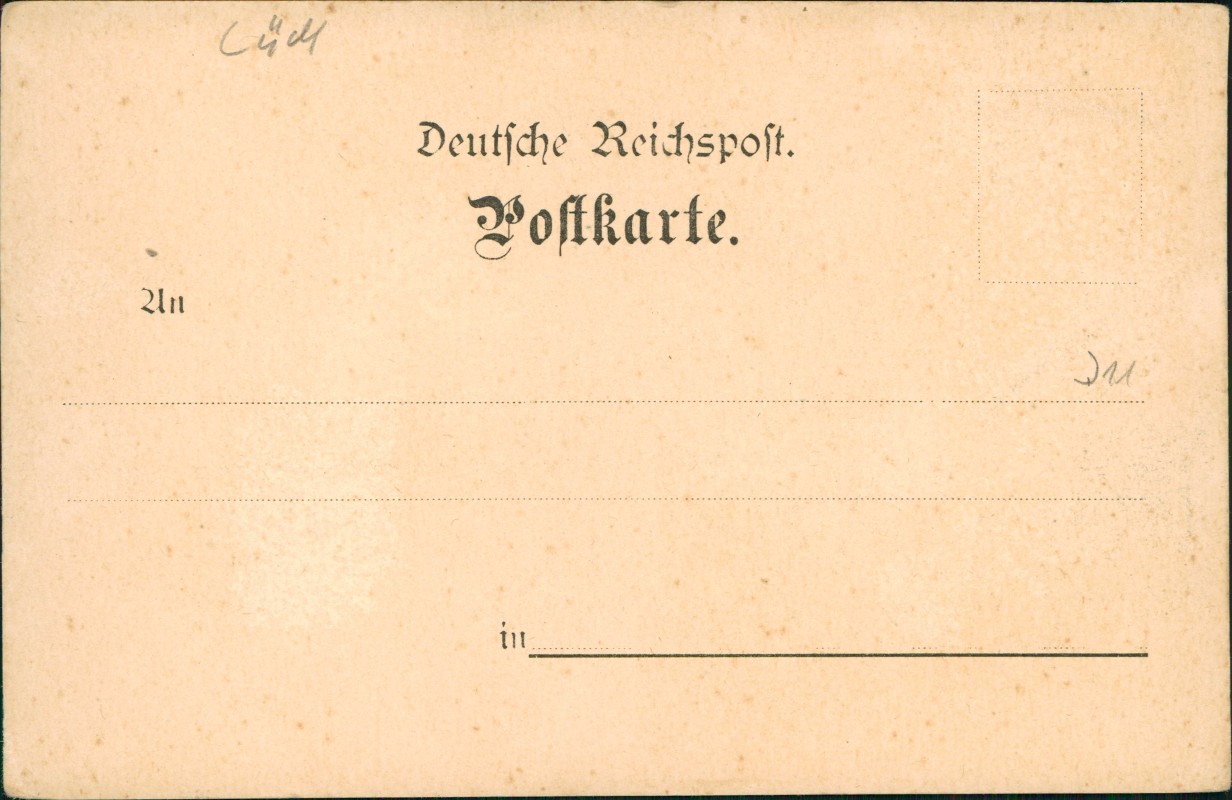 Deutſche Reichspoſt.
Poſtkarte.
An
in